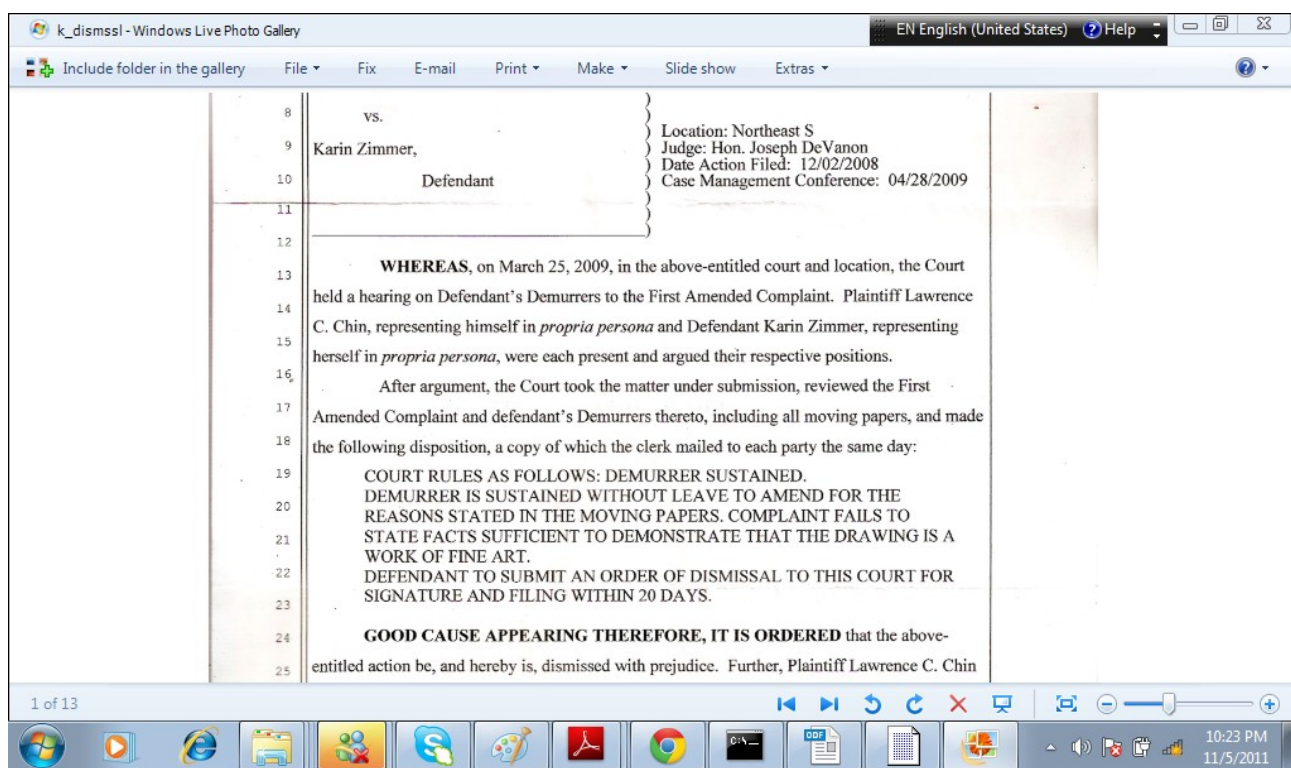 k_dismssl - Windows Live Photo Gallery
EN English (United States) Help
Include folder in the gallery File Fix E-mail Print Make Slide show Extras
8 vs.
9 Karin Zimmer,
10 Defendant
11
12
) Location: Northeast S
) Judge: Hon. Joseph DeVanon
) Date Action Filed: 12/02/2008
) Case Management Conference: 04/28/2009
13 WHEREAS, on March 25, 2009, in the above-entitled court and location, the Court
held a hearing on Defendant's Demurrers to the First Amended Complaint. Plaintiff Lawrence
14
C. Chin, representing himself in propria persona and Defendant Karin Zimmer, representing
15
herself in propria persona, were each present and argued their respective positions.
16 After argument, the Court took the matter under submission, reviewed the First
17 Amended Complaint and defendant's Demurrers thereto, including all moving papers, and made
18 the following disposition, a copy of which the clerk mailed to each party the same day:
19 COURT RULES AS FOLLOWS: DEMURRER SUSTAINED.
DEMURRER IS SUSTAINED WITHOUT LEAVE TO AMEND FOR THE
20 REASONS STATED IN THE MOVING PAPERS. COMPLAINT FAILS TO
21 STATE FACTS SUFFICIENT TO DEMONSTRATE THAT THE DRAWING IS A
WORK OF FINE ART.
22 DEFENDANT TO SUBMIT AN ORDER OF DISMISSAL TO THIS COURT FOR
23 SIGNATURE AND FILING WITHIN 20 DAYS.
24 GOOD CAUSE APPEARING THEREFORE, IT IS ORDERED that the above-
25 entitled action be, and hereby is, dismissed with prejudice. Further, Plaintiff Lawrence C. Chin
1 of 13
C:\_
ODF
10:23 PM
11/5/2011